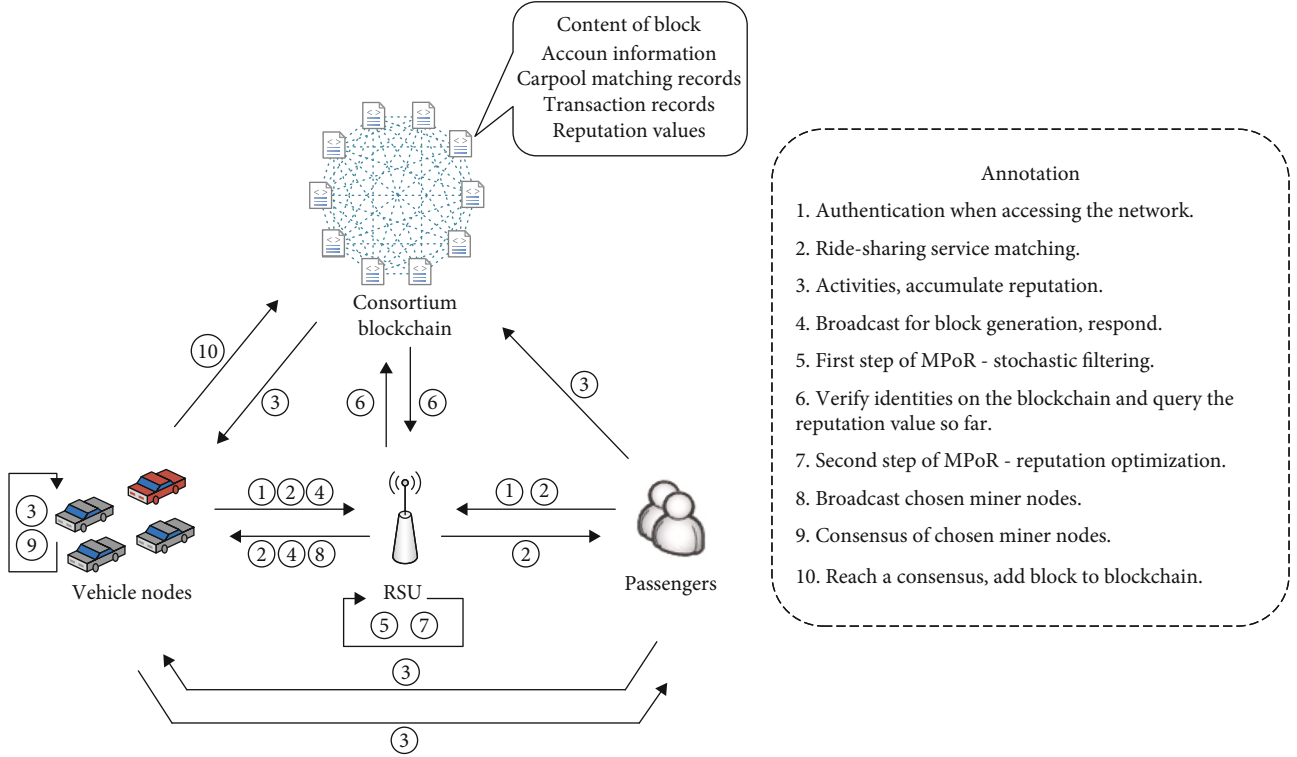 Content of block
Accoun information
Carpool matching records
Transaction records
Reputation values
Consortium
blockchain
⑩
③
⑥
⑥
③
③
⑨
Vehicle nodes
① ② ④
② ④ ⑧
RSU
⑤ ⑦
① ②
②
Passengers
③
③
Annotation
1. Authentication when accessing the network.
2. Ride-sharing service matching.
3. Activities, accumulate reputation.
4. Broadcast for block generation, respond.
5. First step of MPoR - stochastic filtering.
6. Verify identities on the blockchain and query the
reputation value so far.
7. Second step of MPoR - reputation optimization.
8. Broadcast chosen miner nodes.
9. Consensus of chosen miner nodes.
10. Reach a consensus, add block to blockchain.